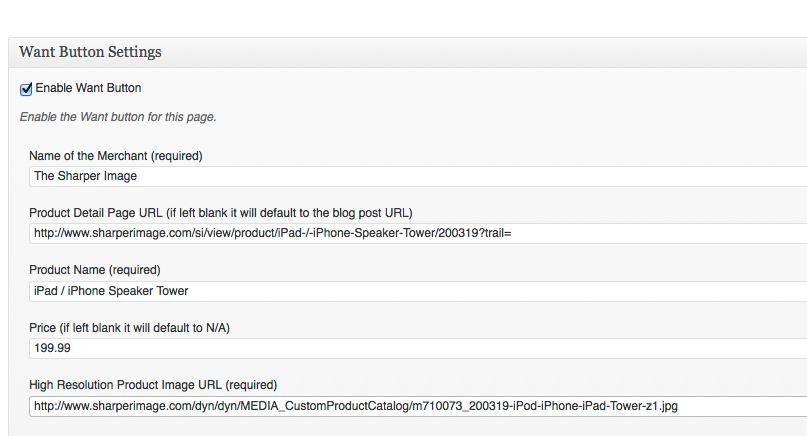 Want Button Settings
Enable Want Button
Enable the Want button for this page.
Name of the Merchant (required)
The Sharper Image
Product Detail Page URL (if left blank it will default to the blog post URL)
http://www.sharperimage.com/si/view/product/iPad-/-iPhone-Speaker-Tower/200319?trail=
Product Name (required)
iPad / iPhone Speaker Tower
Price (if left blank it will default to N/A)
199.99
High Resolution Product Image URL (required)
http://www.sharperimage.com/dyn/dyn/MEDIA_CustomProductCatalog/m710073_200319-iPod-iPhone-iPad-Tower-z1.jpg